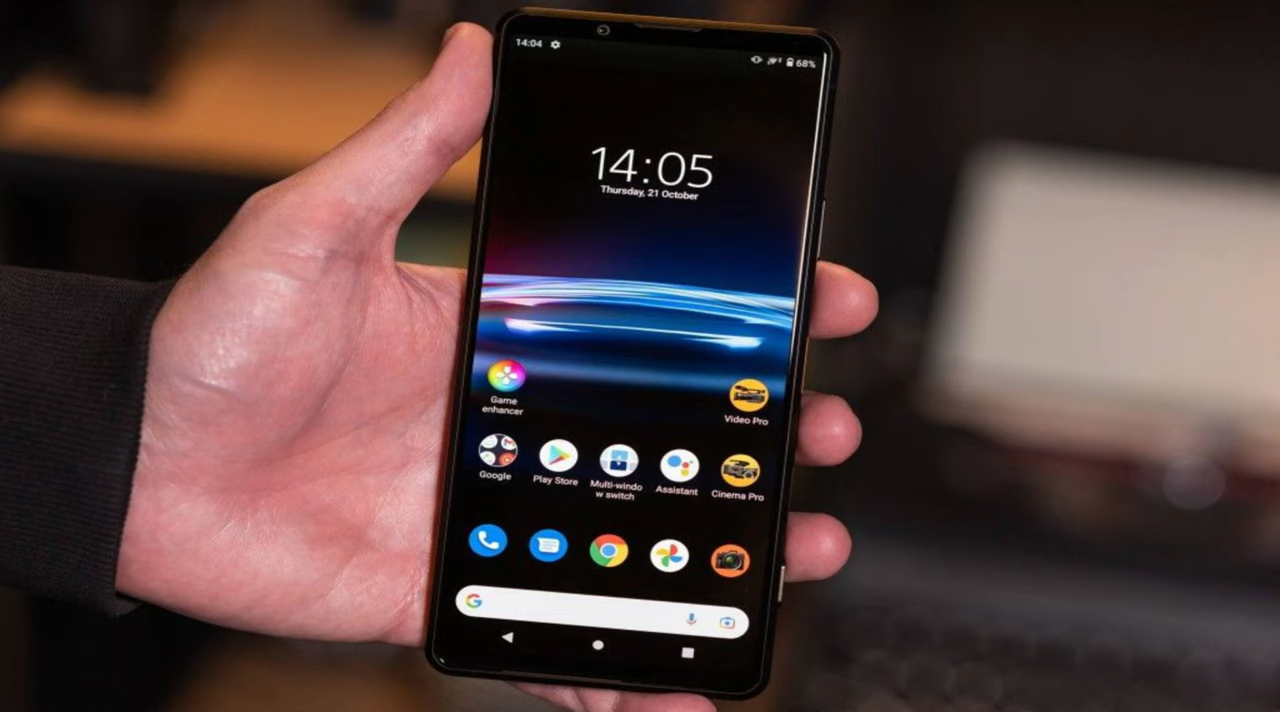 14:04
68%
14:05
Thursday, 21 October
Game
enhancer
Video Pro
Google
Play Store
Multi-windo
w switch
Assistant
Cinema Pro